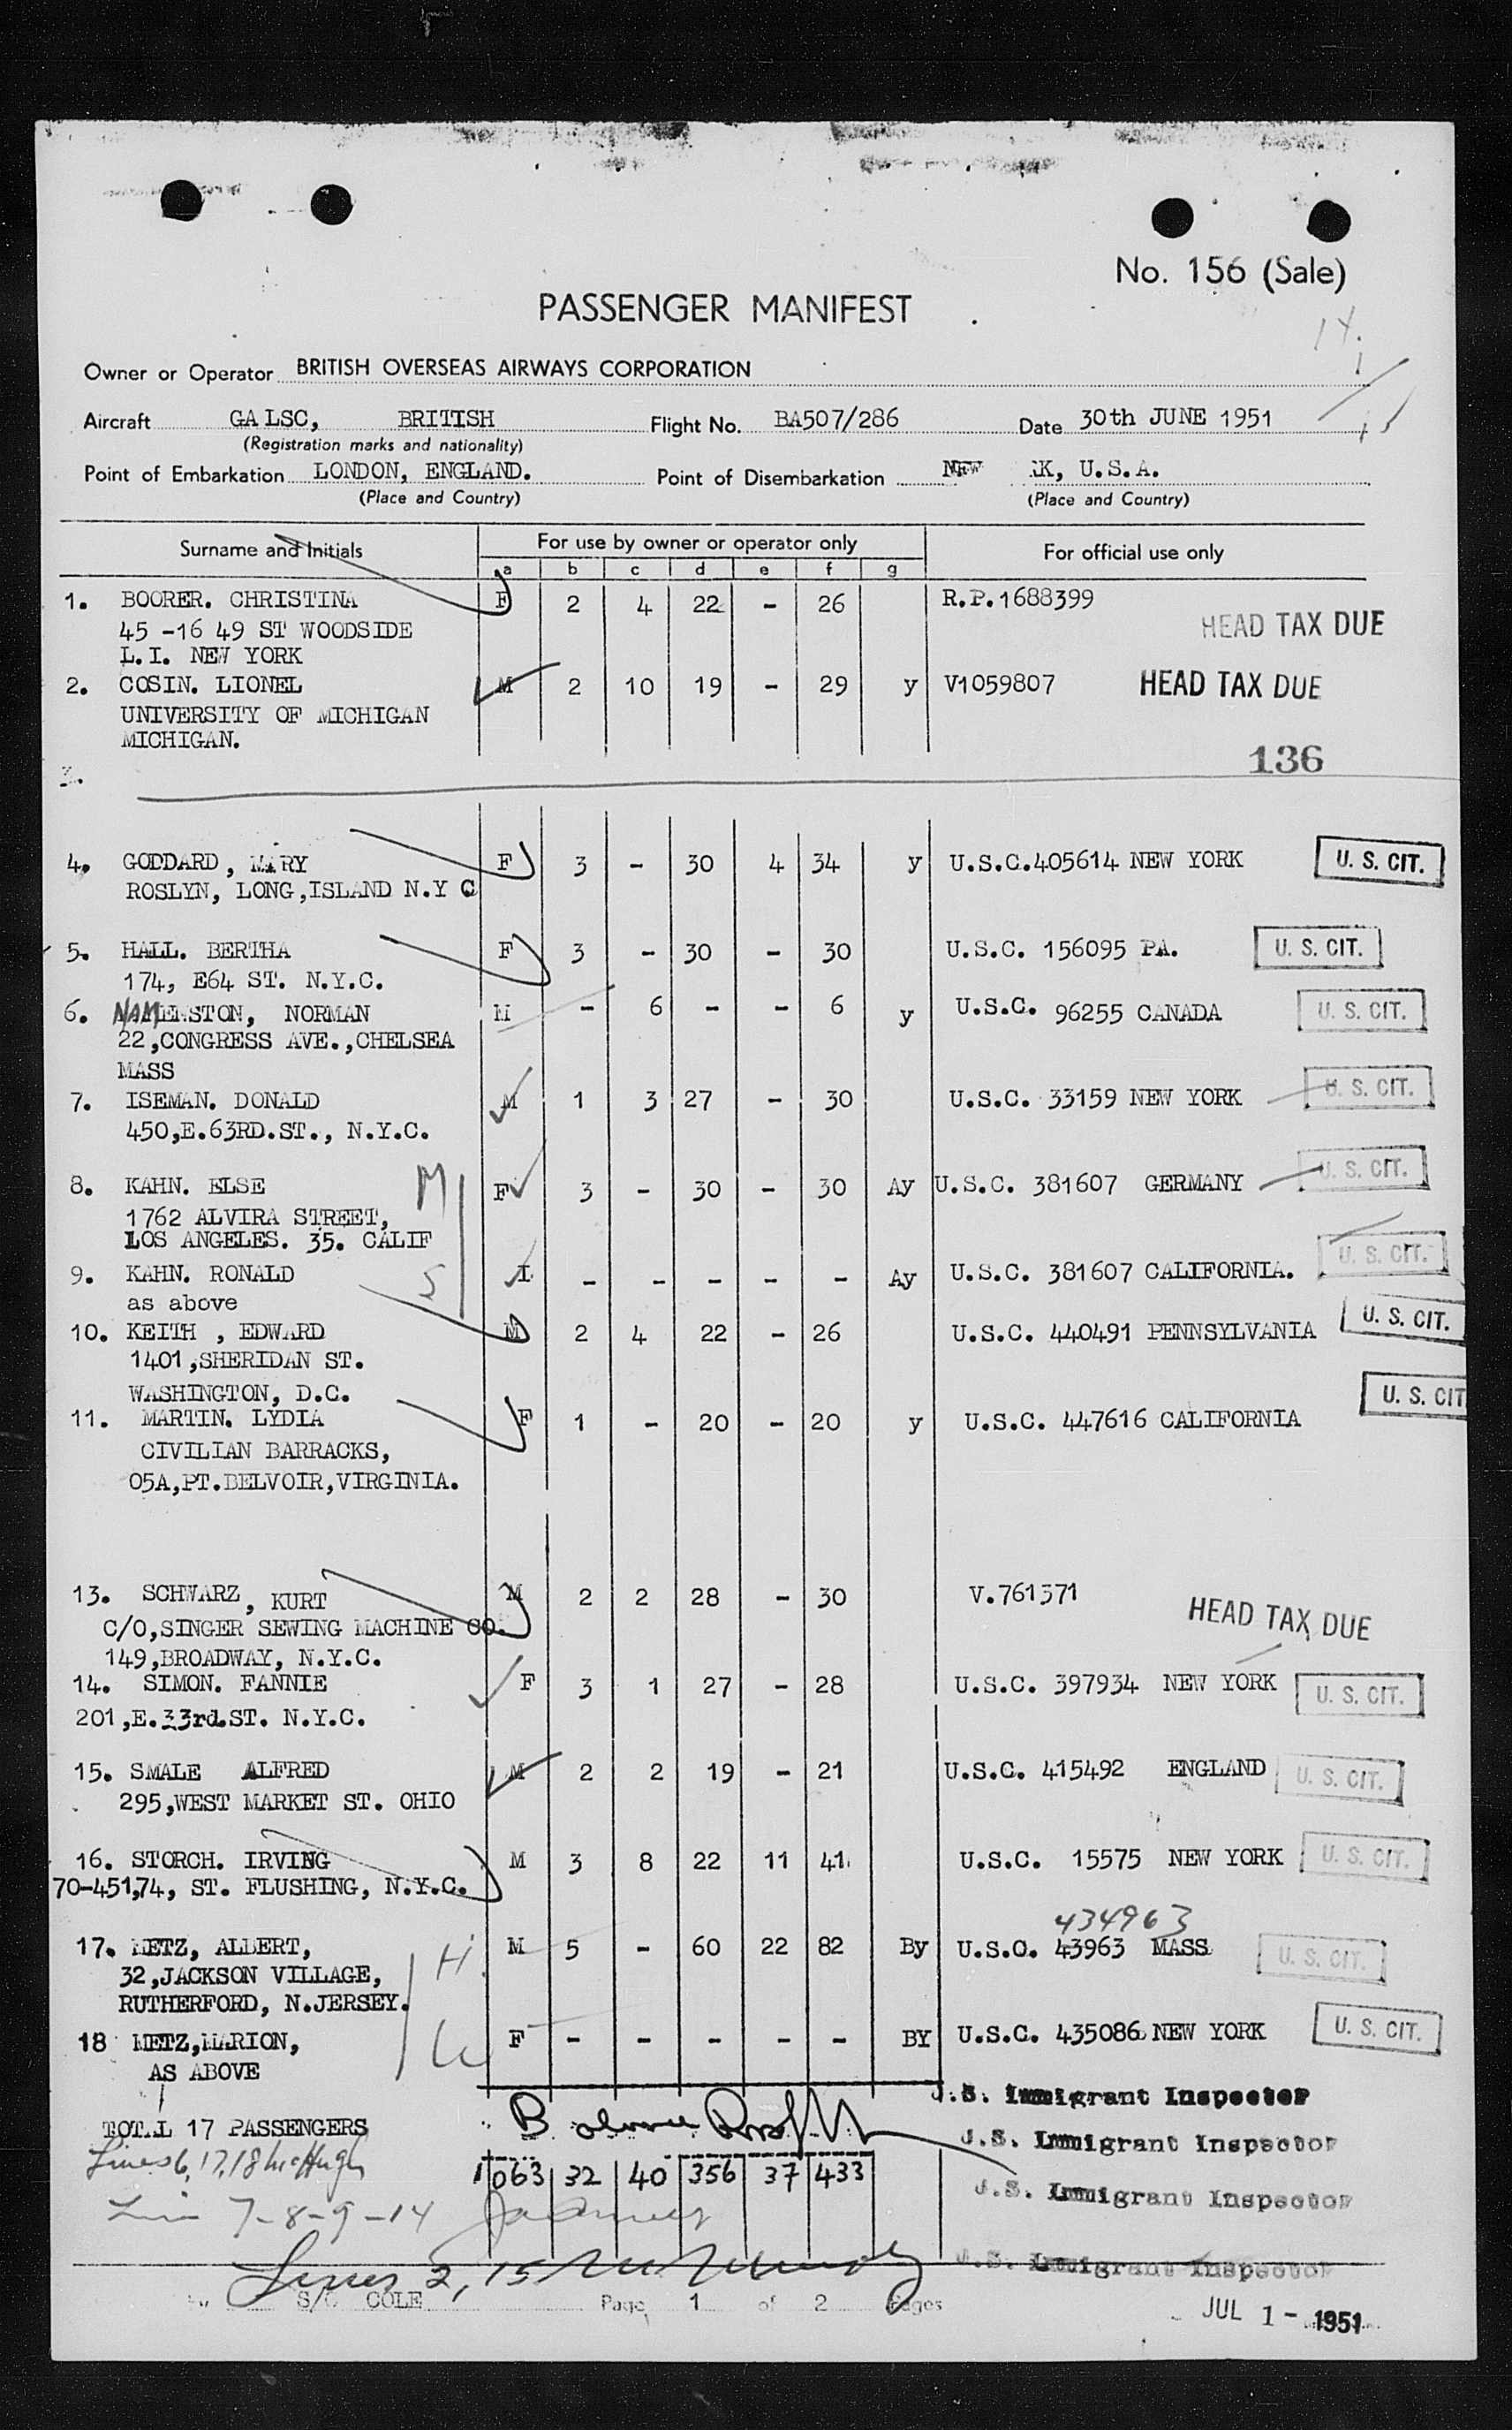 No. 156 (Sale)
PASSENGER MANIFEST
14.
Owner or Operator BRITISH OVERSEAS AIRWAYS CORPORATION
Aircraft GALSC, BRITISH Flight No. BA507/286 Date 30th JUNE 1951
(Registration marks and nationality)
Point of Embarkation LONDON, ENGLAND. Point of Disembarkation NEW RK, U.S.A.
(Place and Country) (Place and Country)
Surname and Initials For use by owner or operator only For official use only
a b c d e f g
1. BOORER. CHRISTINA F 2 4 22 - 26 R.P.1688399
45 -16 49 ST WOODSIDE HEAD TAX DUE
L.I. NEW YORK
2. COSIN. LIONEL M 2 10 19 - 29 y V1059807 HEAD TAX DUE
UNIVERSITY OF MICHIGAN
MICHIGAN.
136
3.
4. GODDARD, MARY F 3 - 30 4 34 y U.S.C.405614 NEW YORK U. S. CIT.
ROSLYN, LONG,ISLAND N.Y C
5. HALL. BERTHA F 3 - 30 - 30 U.S.C. 156095 PA. U. S. CIT.
174, E64 ST. N.Y.C.
6. NAMENSTON, NORMAN M - 6 - - 6 y U.S.C. 96255 CANADA U. S. CIT.
22,CONGRESS AVE.,CHELSEA
MASS
7. ISEMAN. DONALD M 1 3 27 - 30 U.S.C. 33159 NEW YORK U. S. CIT.
450,E.63RD.ST., N.Y.C.
8. KAHN. ELSE M F 3 - 30 - 30 Ay U.S.C. 381607 GERMANY U. S. CIT.
1762 ALVIRA STREET,
LOS ANGELES. 35. CALIF
9. KAHN. RONALD S I - - - - - Ay U.S.C. 381607 CALIFORNIA. U. S. CIT.
as above
10. KEITH , EDWARD M 2 4 22 - 26 U.S.C. 440491 PENNSYLVANIA U. S. CIT.
1401,SHERIDAN ST.
WASHINGTON, D.C.
11. MARTIN. LYDIA F 1 - 20 - 20 y U.S.C. 447616 CALIFORNIA U. S. CIT
CIVILIAN BARRACKS,
05A,PT.BELVOIR,VIRGINIA.
13. SCHWARZ, KURT M 2 2 28 - 30 V.761371
C/O,SINGER SEWING MACHINE CO. HEAD TAX DUE
149,BROADWAY, N.Y.C.
14. SIMON. FANNIE F 3 1 27 - 28 U.S.C. 397934 NEW YORK U. S. CIT.
201,E.33rd.ST. N.Y.C.
15. SMALE ALFRED M 2 2 19 - 21 U.S.C. 415492 ENGLAND U. S. CIT.
295,WEST MARKET ST. OHIO
16. STORCH. IRVING M 3 8 22 11 41 U.S.C. 15575 NEW YORK U. S. CIT.
70-451,74, ST. FLUSHING, N.Y.C.
434963
17. METZ, ALBERT, H. M 5 - 60 22 82 By U.S.C. 43963 MASS U. S. CIT.
32,JACKSON VILLAGE,
RUTHERFORD, N.JERSEY.
18 METZ,MARION, W F - - - - - BY U.S.C. 435086 NEW YORK U. S. CIT.
AS ABOVE
U.S. Immigrant Inspector
TOTAL 17 PASSENGERS
U.S. Immigrant Inspector
Lines 6, 17, 18 McHugh
1063 32 40 356 37 433
U.S. Immigrant Inspector
7-8-9-14
U.S. Immigrant Inspector
Lines 2, 15
S/O COLE Page 1 of 2 Pages
JUL 1 - 1951